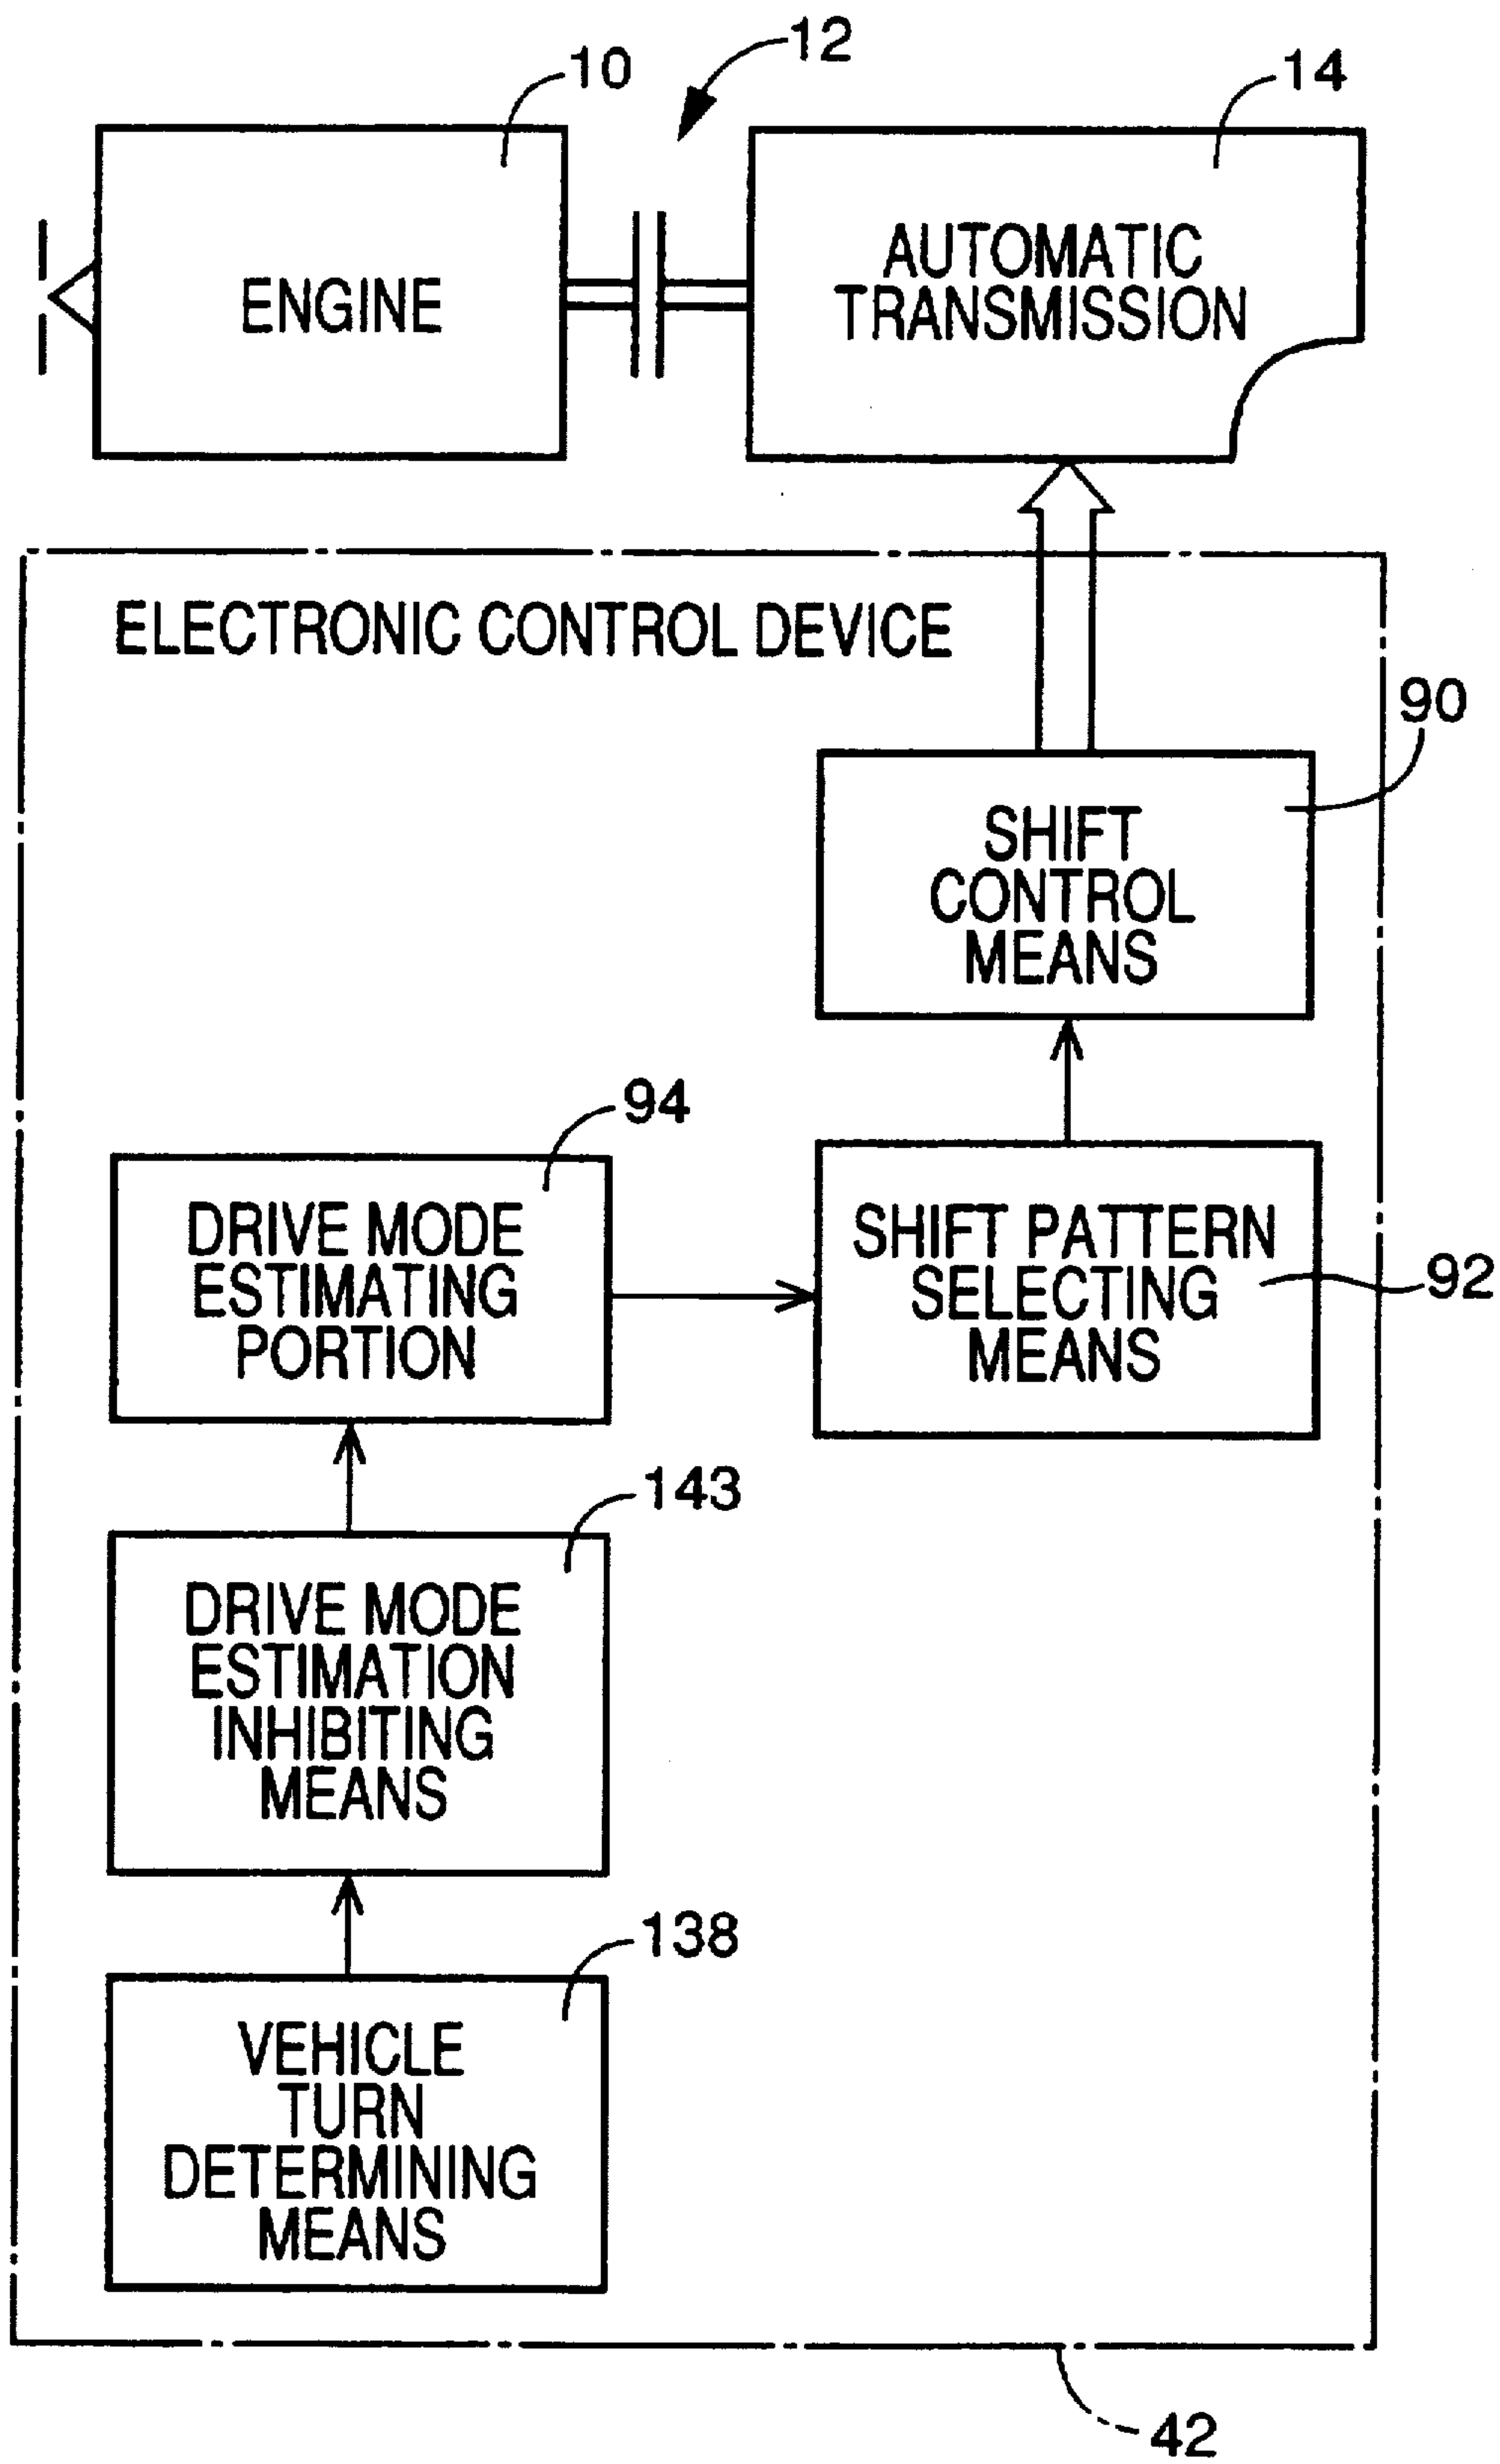 12
10
14
ENGINE
AUTOMATIC
TRANSMISSION
ELECTRONIC CONTROL DEVICE
90
SHIFT
CONTROL
MEANS
94
DRIVE MODE
ESTIMATING
PORTION
SHIFT PATTERN
SELECTING
MEANS
92
143
DRIVE MODE
ESTIMATION
INHIBITING
MEANS
138
VEHICLE
TURN
DETERMINING
MEANS
42